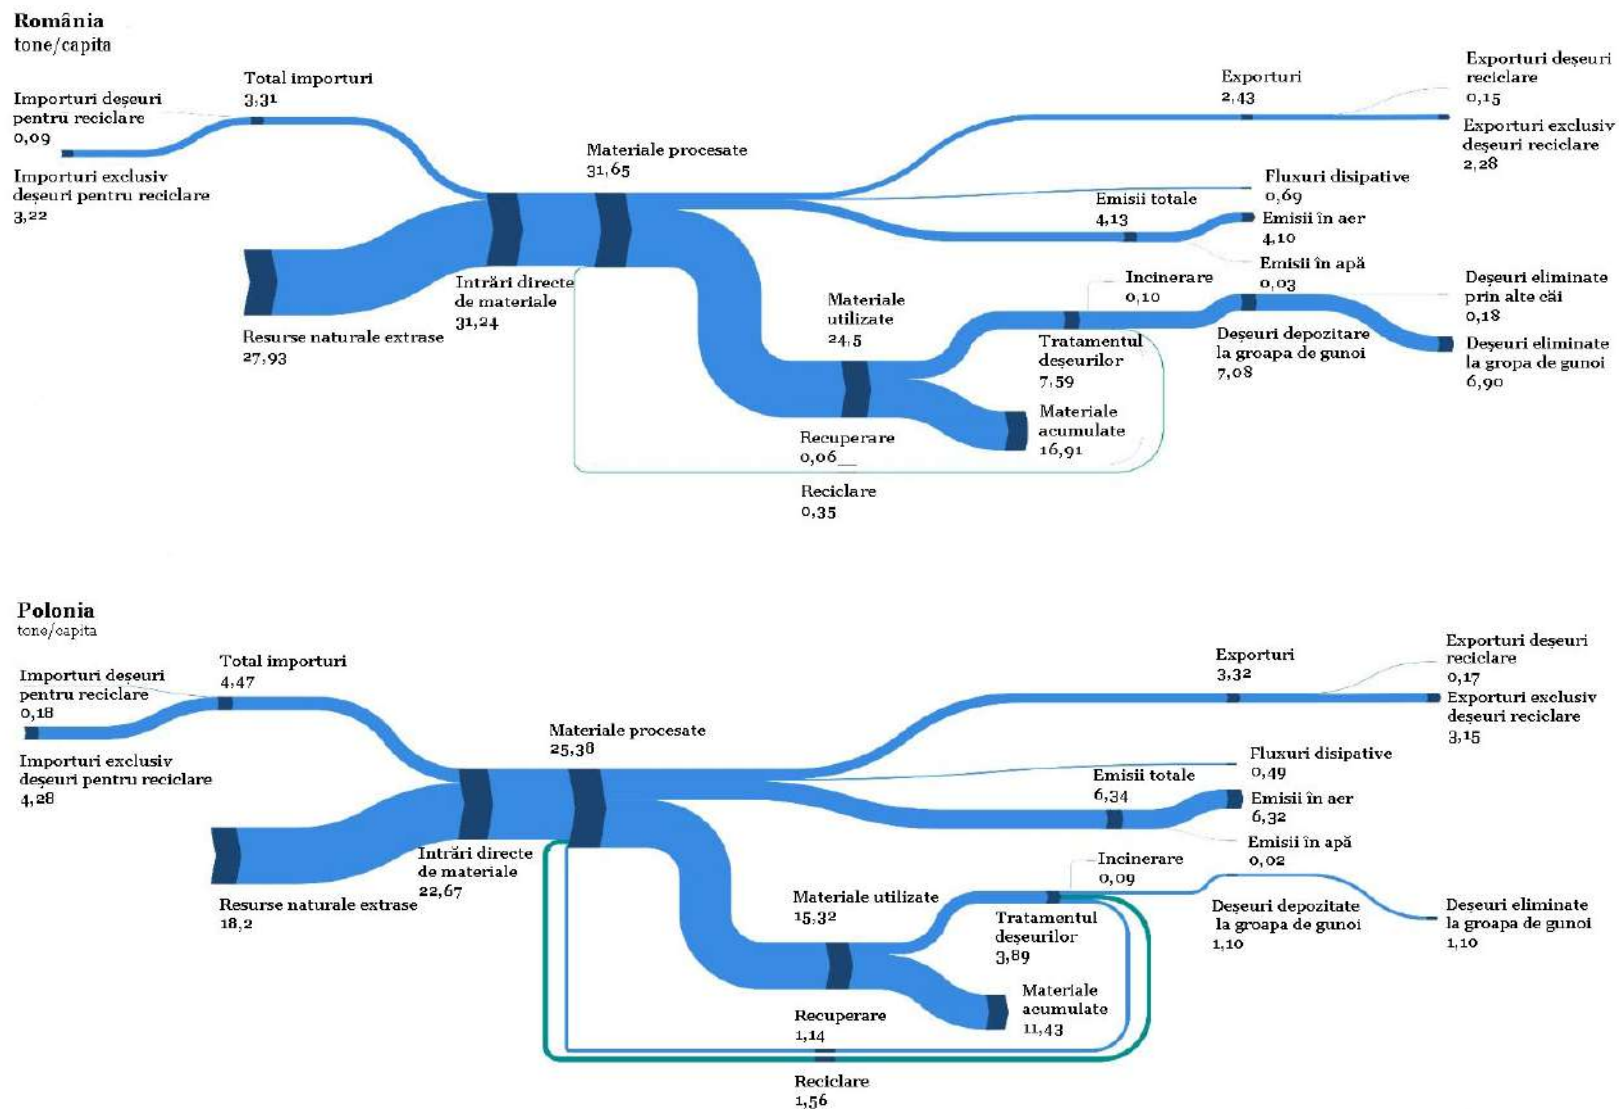 România
tone/capita
Total importuri
3,31
Importuri deșeuri
pentru reciclare
0,09
Importuri exclusiv
deșeuri pentru reciclare
3,22
Resurse naturale extrase
27,93
Intrări directe
de materiale
31,24
Materiale procesate
31,65
Exporturi
2,43
Exporturi deșeuri
reciclare
0,15
Exporturi exclusiv
deșeuri reciclare
2,28
Fluxuri disipative
0,69
Emisii totale
4,13
Emisii în aer
4,10
Emisii în apă
0,03
Materiale
utilizate
24,5
Incinerare
0,10
Tratamentul
deșeurilor
7,59
Deșeuri depozitare
la groapa de gunoi
7,08
Deșeuri eliminate
prin alte căi
0,18
Deșeuri eliminate
la gropa de gunoi
6,90
Materiale
acumulate
16,91
Recuperare
0,06
Reciclare
0,35
Polonia
tone/capita
Total importuri
4,47
Importuri deșeuri
pentru reciclare
0,18
Importuri exclusiv
deșeuri pentru reciclare
4,28
Resurse naturale extrase
18,2
Intrări directe
de materiale
22,67
Materiale procesate
25,38
Exporturi
3,32
Exporturi deșeuri
reciclare
0,17
Exporturi exclusiv
deșeuri reciclare
3,15
Fluxuri disipative
0,49
Emisii totale
6,34
Emisii în aer
6,32
Emisii în apă
0,02
Materiale utilizate
15,32
Incinerare
0,09
Tratamentul
deșeurilor
3,89
Deșeuri depozitate
la groapa de gunoi
1,10
Deșeuri eliminate
la groapa de gunoi
1,10
Materiale
acumulate
11,43
Recuperare
1,14
Reciclare
1,56